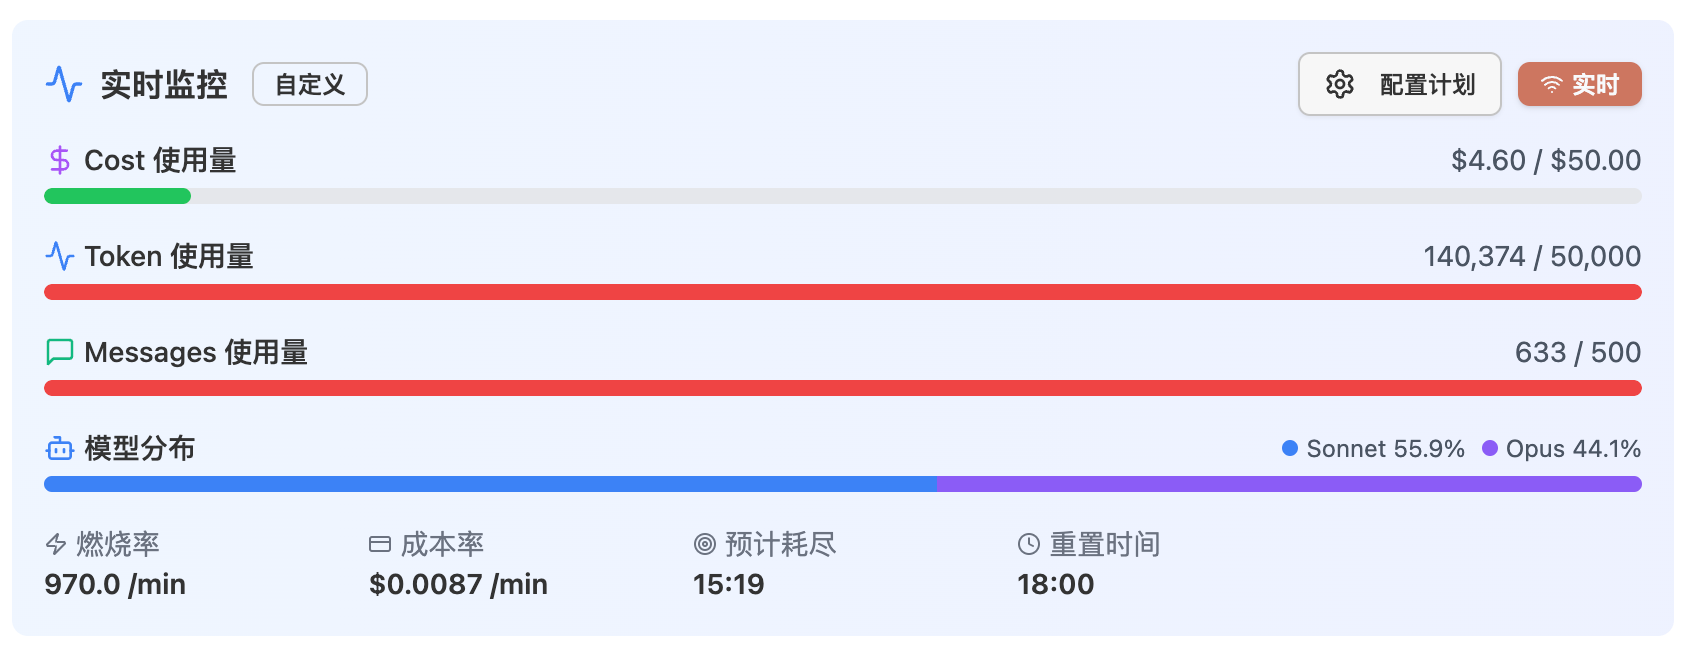 实时监控 自定义 配置计划 实时
Cost 使用量 $4.60 / $50.00
Token 使用量 140,374 / 50,000
Messages 使用量 633 / 500
模型分布 Sonnet 55.9% Opus 44.1%
燃烧率 成本率 预计耗尽 重置时间
970.0 /min $0.0087 /min 15:19 18:00